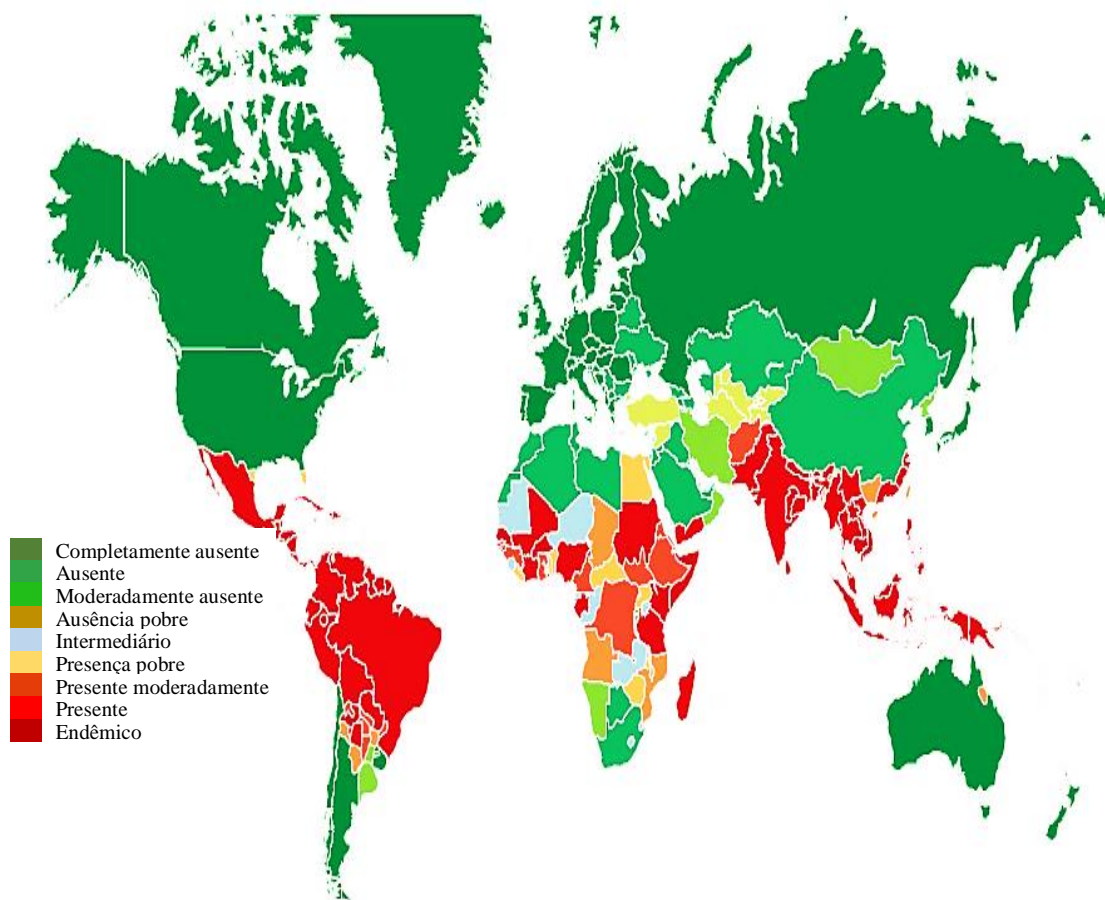 Completamente ausente
Ausente
Moderadamente ausente
Ausência pobre
Intermediário
Presença pobre
Presente moderadamente
Presente
Endêmico